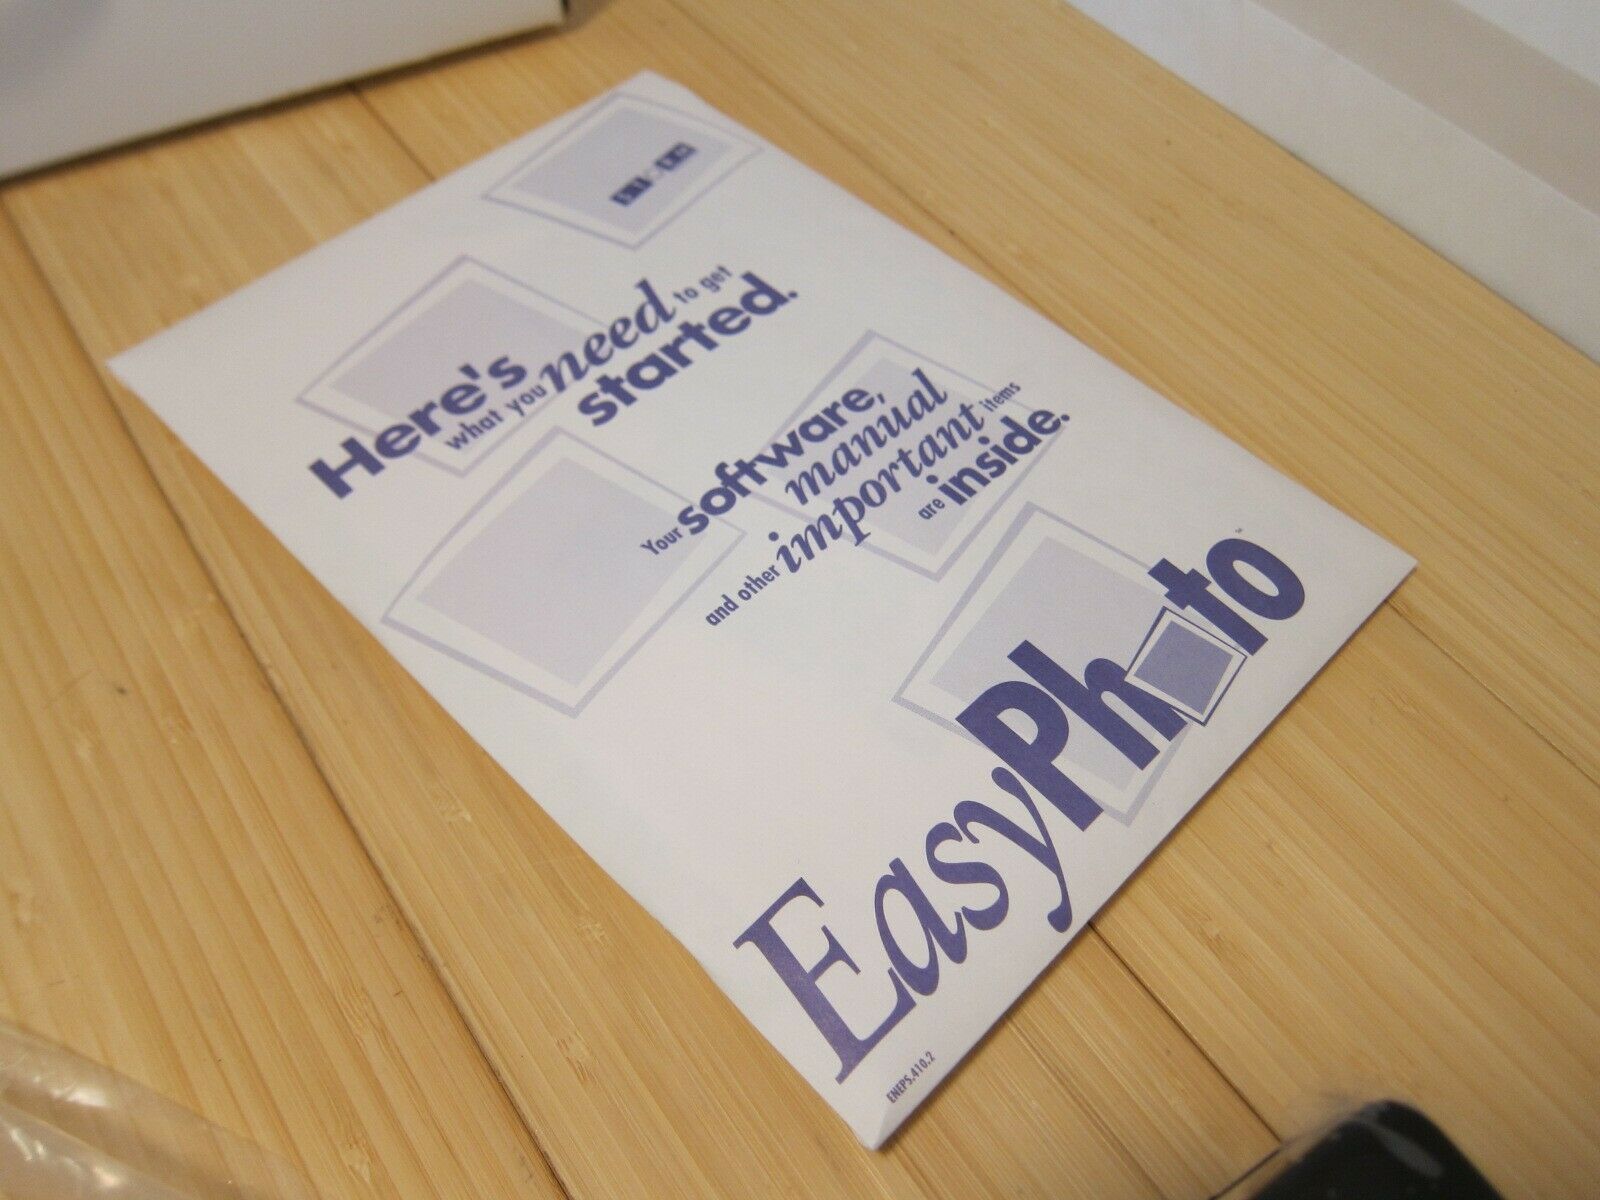 Here's
what you need to get
started.
Your software,
manual
and other important items
are inside.
EasyPhoto™
ENEPS.410.2